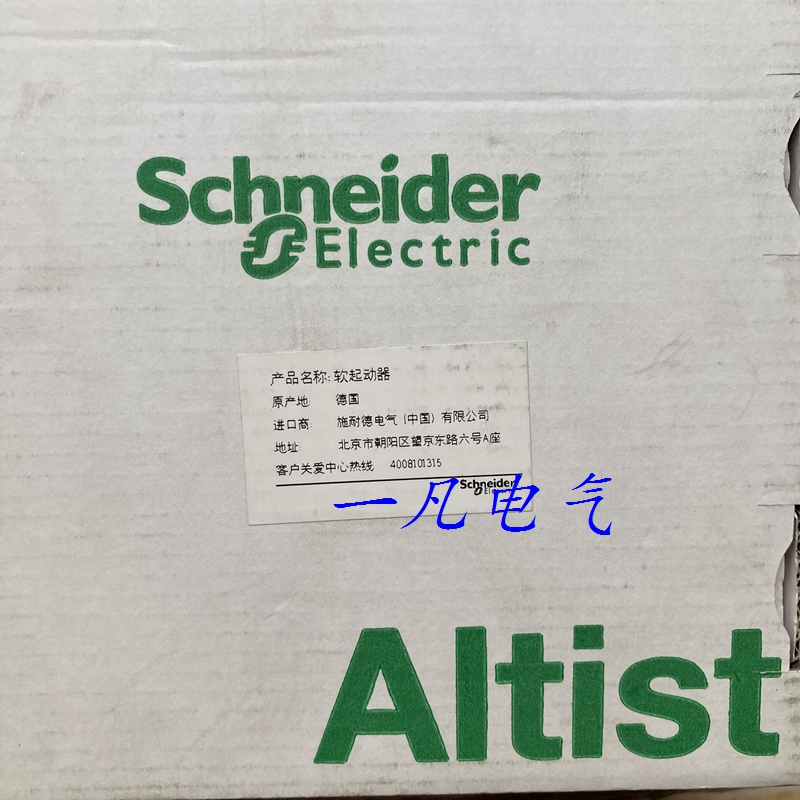 Schneider
Electric
产品名称: 软起动器
原产地: 德国
进口商: 施耐德电气 (中国) 有限公司
地址: 北京市朝阳区望京东路六号A座
客户关爱中心热线 4008101315
Schneider
一凡电气
Altist